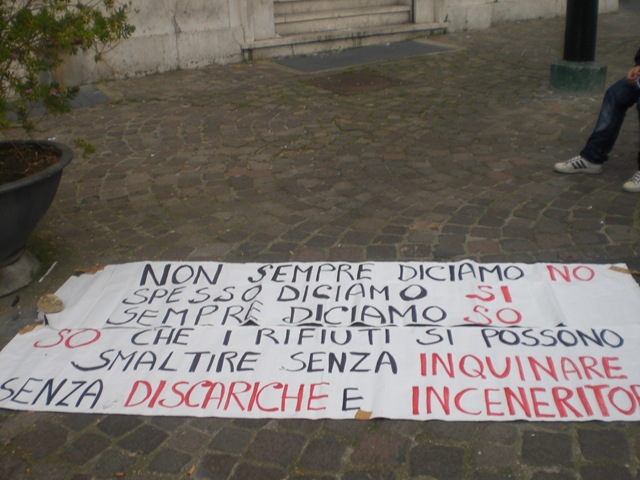 NON SEMPRE DICIAMO NO
SPESSO DICIAMO SI
SEMPRE DICIAMO SO
SO CHE I RIFIUTI SI POSSONO
SMALTIRE SENZA INQUINARE
SENZA DISCARICHE E INCENERITO